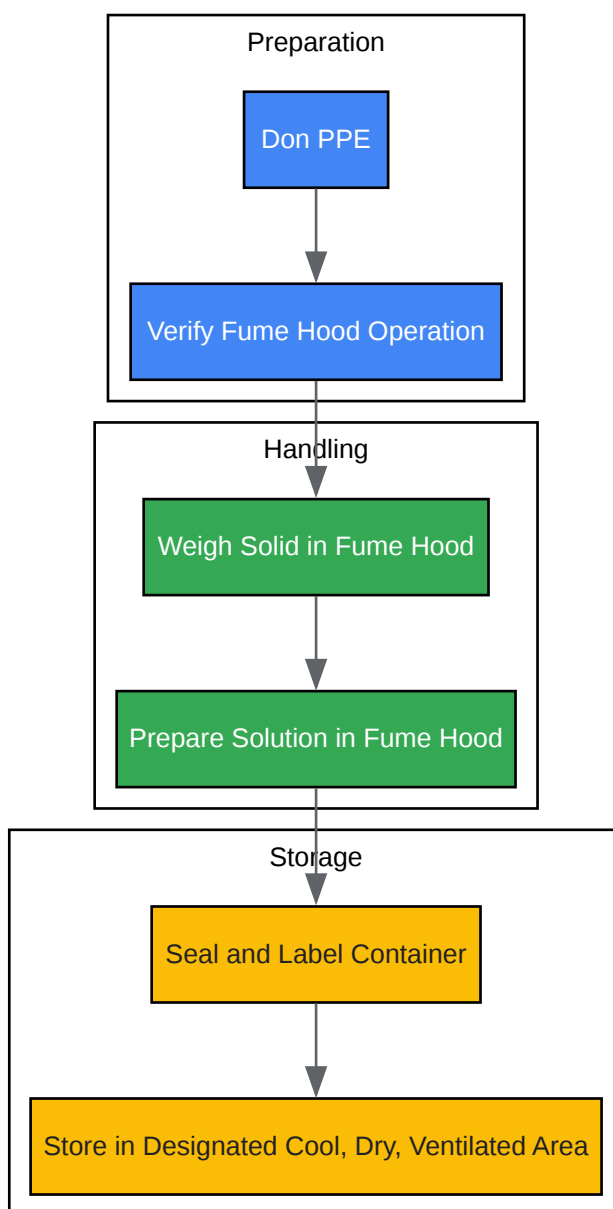 Preparation
Don PPE
Verify Fume Hood Operation
Handling
Weigh Solid in Fume Hood
Prepare Solution in Fume Hood
Storage
Seal and Label Container
Store in Designated Cool, Dry, Ventilated Area